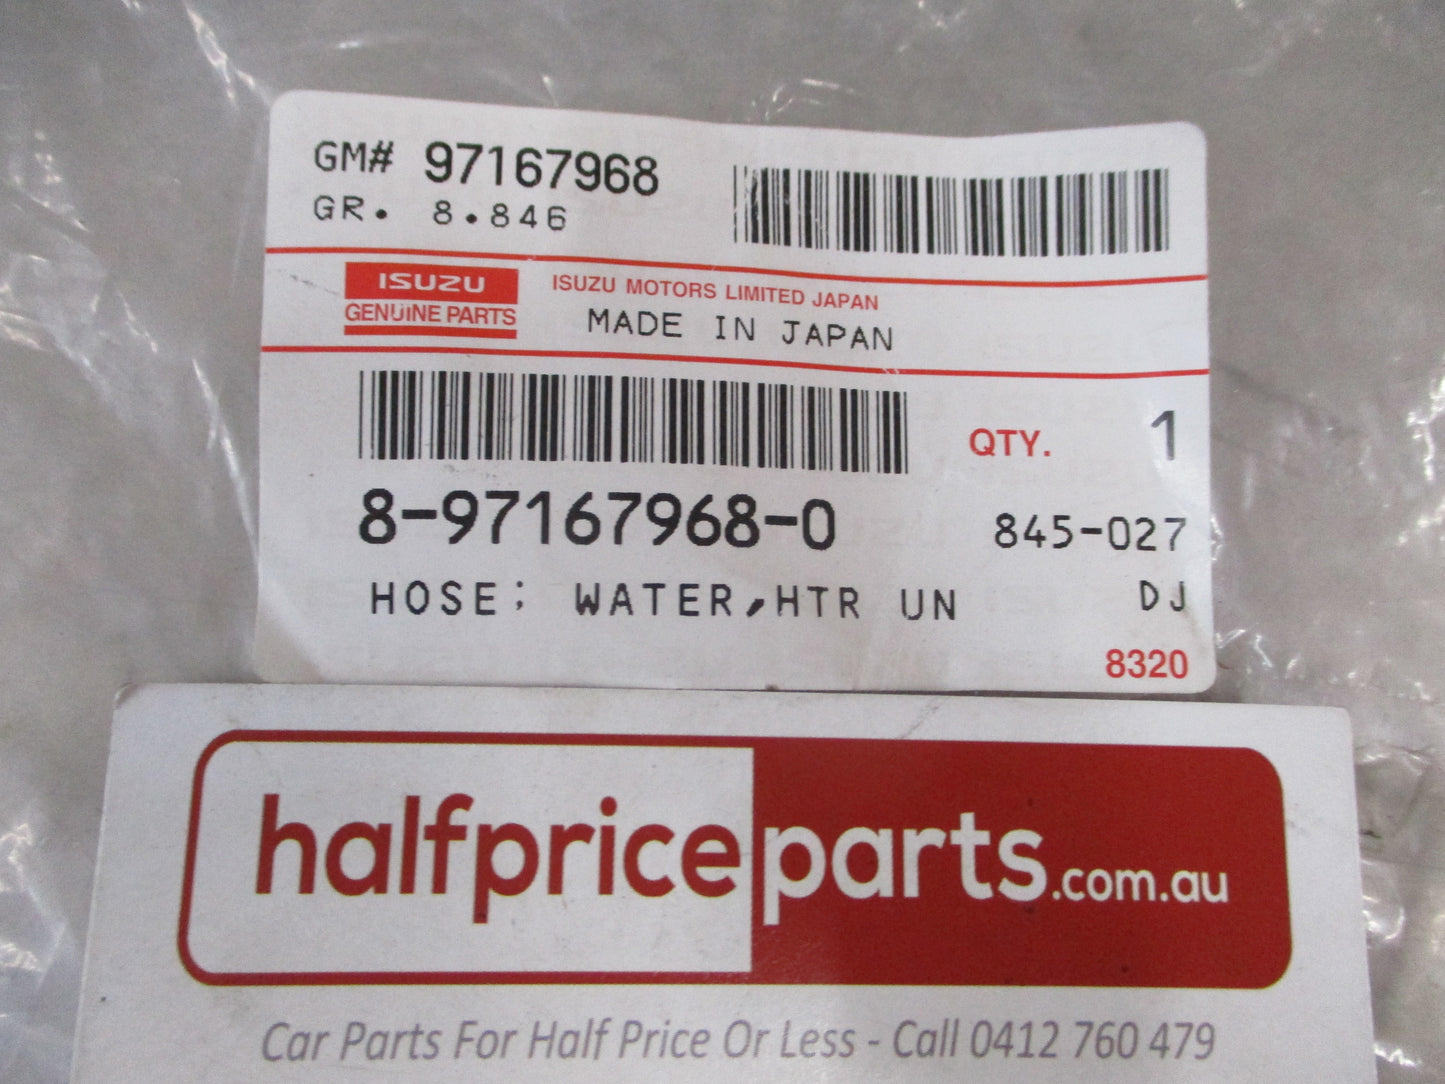 GM# 97167968
GR. 8.846
ISUZU
GENUINE PARTS
ISUZU MOTORS LIMITED JAPAN
MADE IN JAPAN
QTY. 1
8-97167968-0
845-027
HOSE; WATER,HTR UN
DJ
8320
halfpriceparts.com.au
Car Parts For Half Price Or Less - Call 0412 760 479